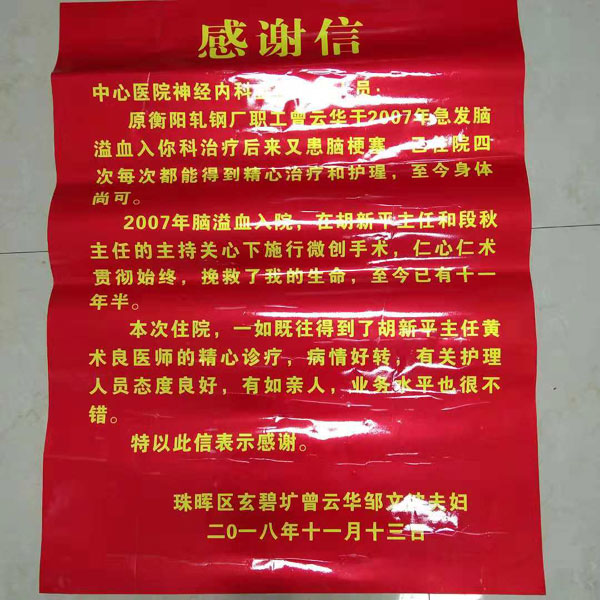 感谢信
中心医院神经内科 员：
原衡阳轧钢厂职工曾云华于2007年急发脑
溢血入你科治疗后来又患脑梗塞 已住院四
次每次都能得到精心治疗和护理，至今身体
尚可。
2007年脑溢血入院，在胡新平主任和段秋
主任的主持关心下施行微创手术，仁心仁术
贯彻始终，挽救了我的生命，至今已有十一
年半。
本次住院，一如既往得到了胡新平主任黄
术良医师的精心诊疗，病情好转，有关护理
人员态度良好，有如亲人，业务水平也很不
错。
特以此信表示感谢。
珠晖区玄碧圹曾云华邹文 夫妇
二0一八年十一月十三日